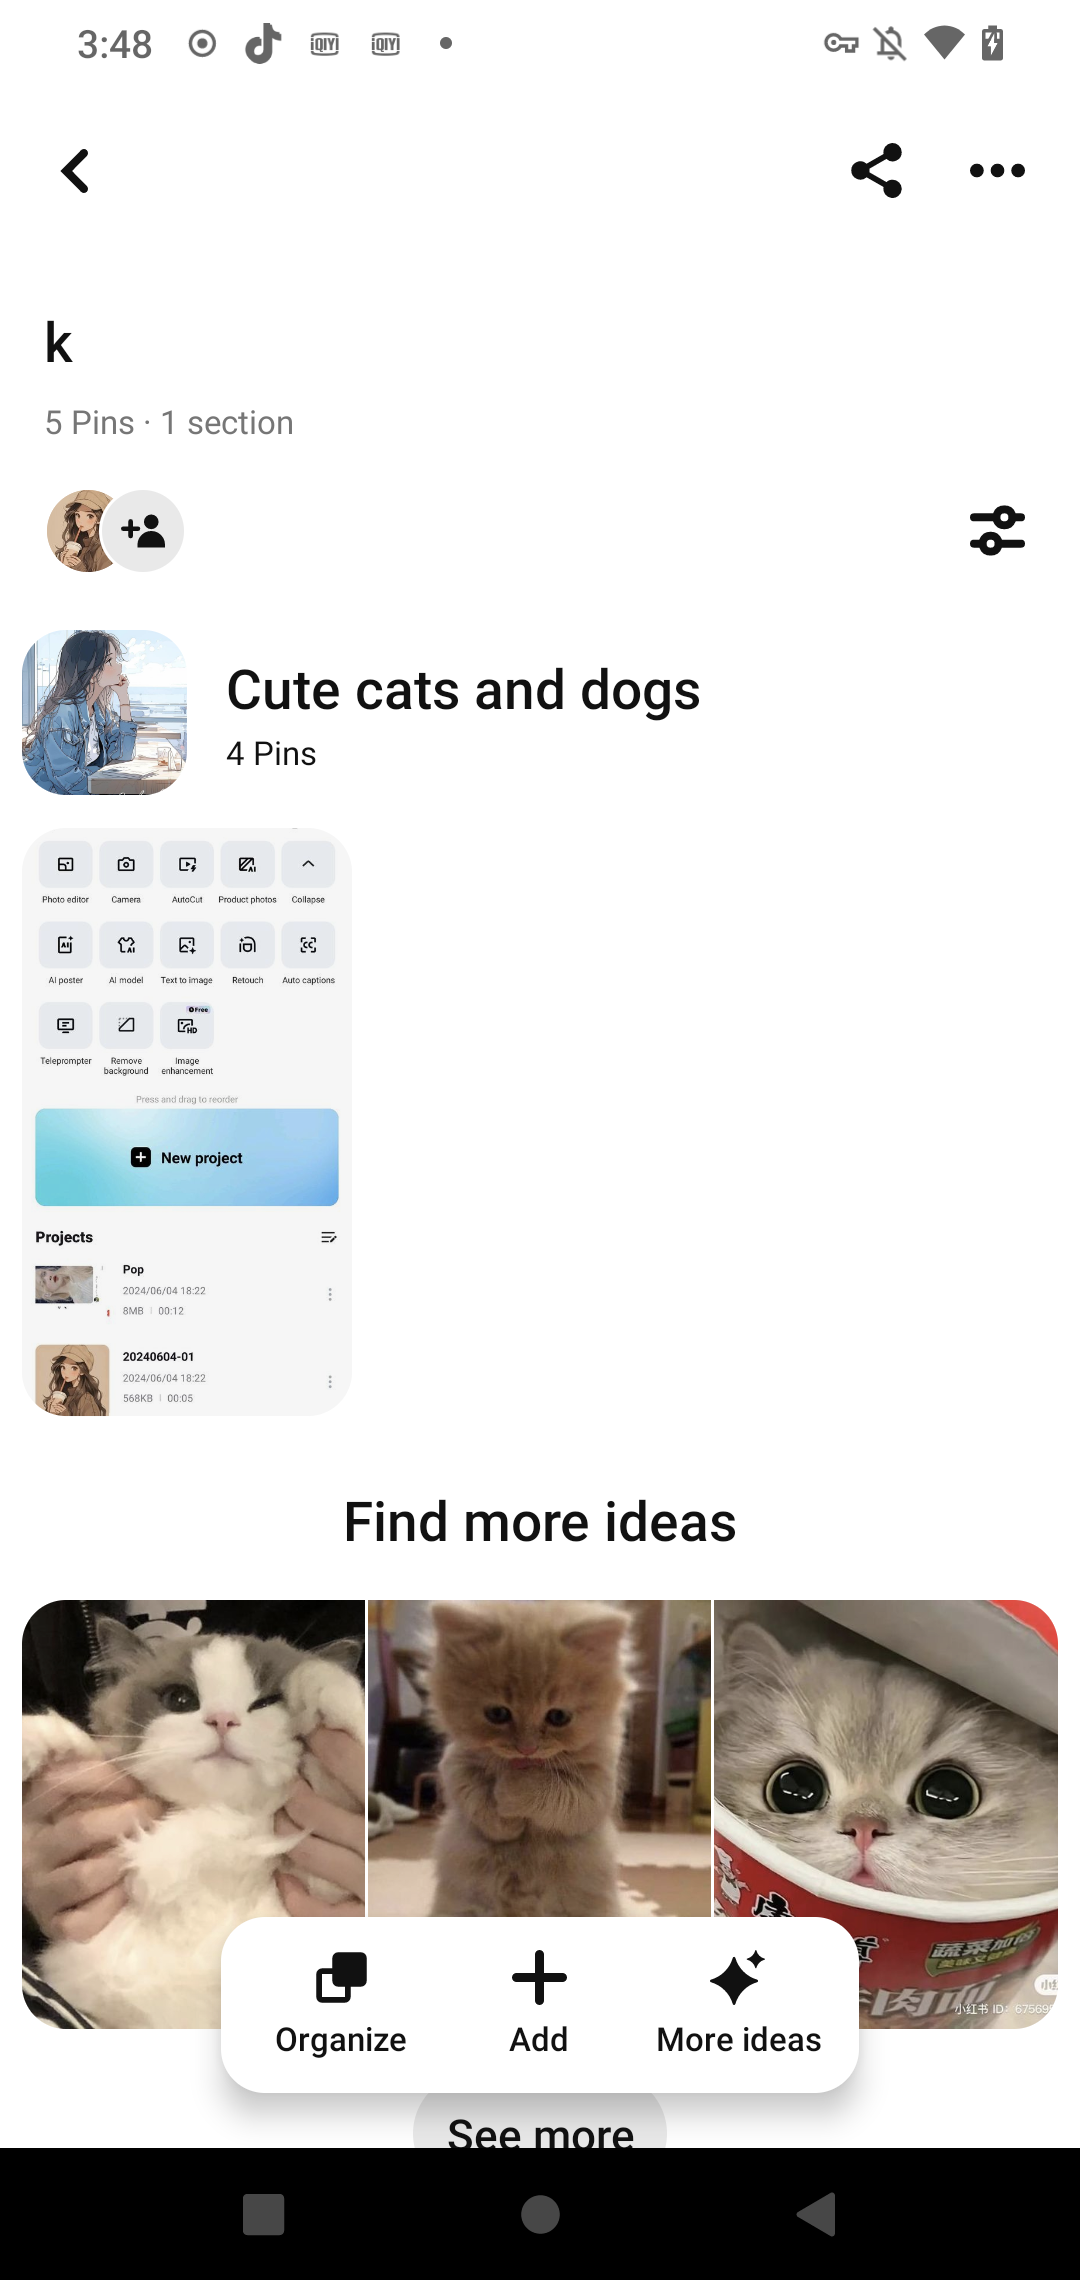 3:48
iQIYI
iQIYI
k
5 Pins · 1 section
Cute cats and dogs
4 Pins
Photo editor
Camera
AutoCut
Product photos
Collapse
AI poster
AI model
Text to image
Retouch
Auto captions
Free
Teleprompter
Remove background
Image enhancement
Press and drag to reorder
New project
Projects
Pop
2024/06/04 18:22
8MB | 00:12
20240604-01
2024/06/04 18:22
568KB | 00:05
Find more ideas
蔬菜加倍
小红书 ID: 67569
Organize
Add
More ideas
See more